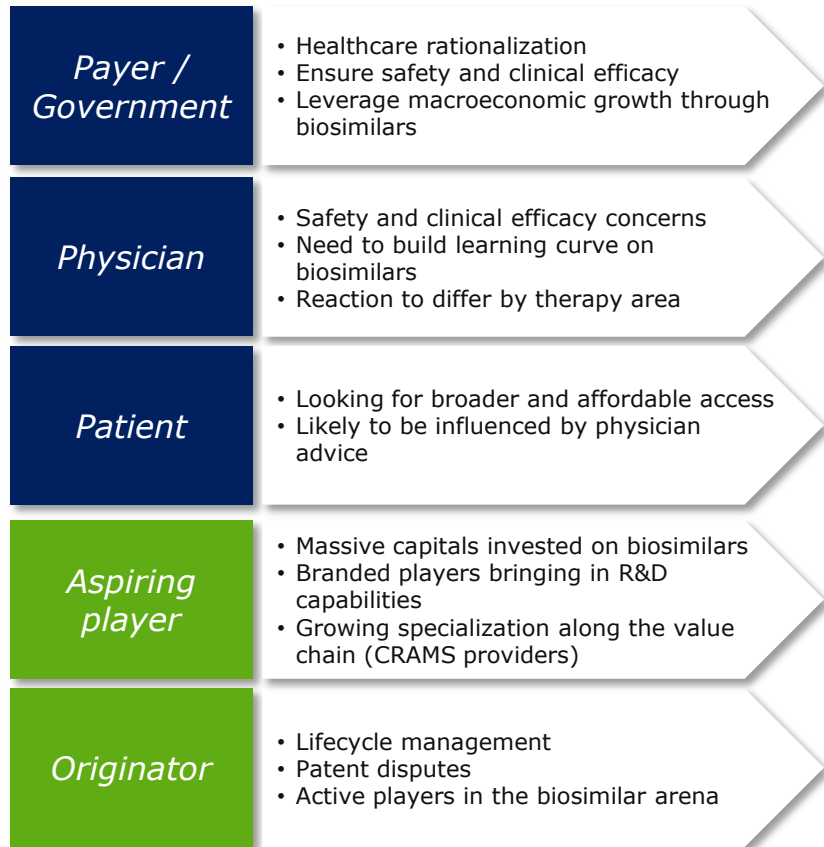 Payer /
Government
• Healthcare rationalization
• Ensure safety and clinical efficacy
• Leverage macroeconomic growth through
biosimilars
Physician
• Safety and clinical efficacy concerns
• Need to build learning curve on
biosimilars
• Reaction to differ by therapy area
Patient
• Looking for broader and affordable access
• Likely to be influenced by physician
advice
Aspiring
player
• Massive capitals invested on biosimilars
• Branded players bringing in R&D
capabilities
• Growing specialization along the value
chain (CRAMS providers)
Originator
• Lifecycle management
• Patent disputes
• Active players in the biosimilar arena